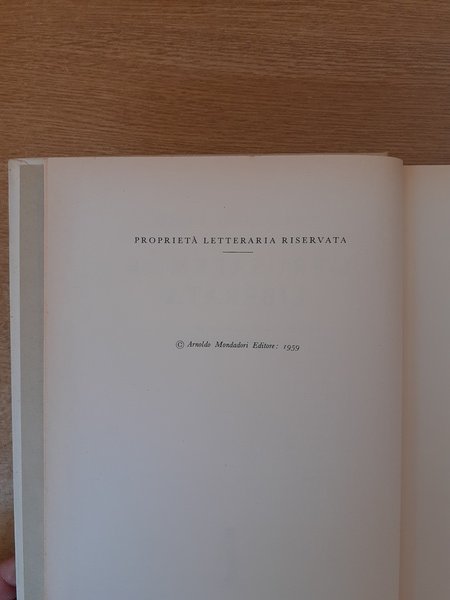 PROPRIETÀ LETTERARIA RISERVATA
© Arnoldo Mondadori Editore: 1959